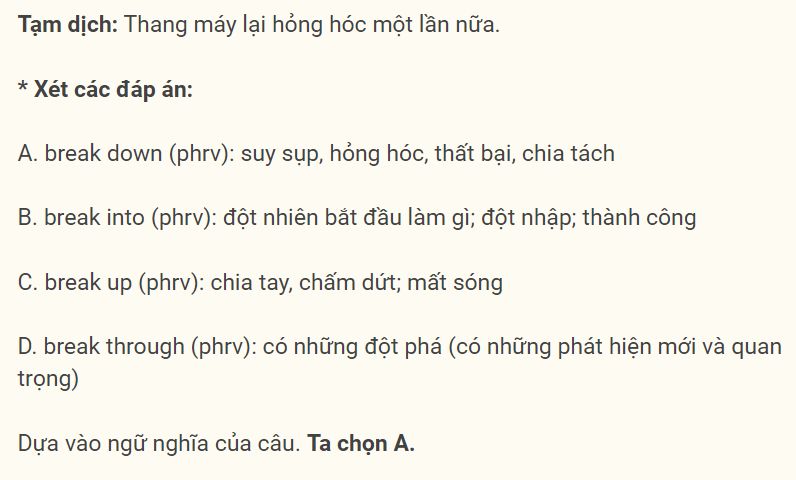 Tạm dịch: Thang máy lại hỏng hóc một lần nữa.
* Xét các đáp án:
A. break down (phrv): suy sụp, hỏng hóc, thất bại, chia tách
B. break into (phrv): đột nhiên bắt đầu làm gì; đột nhập; thành công
C. break up (phrv): chia tay, chấm dứt; mất sóng
D. break through (phrv): có những đột phá (có những phát hiện mới và quan
trọng)
Dựa vào ngữ nghĩa của câu. Ta chọn A.